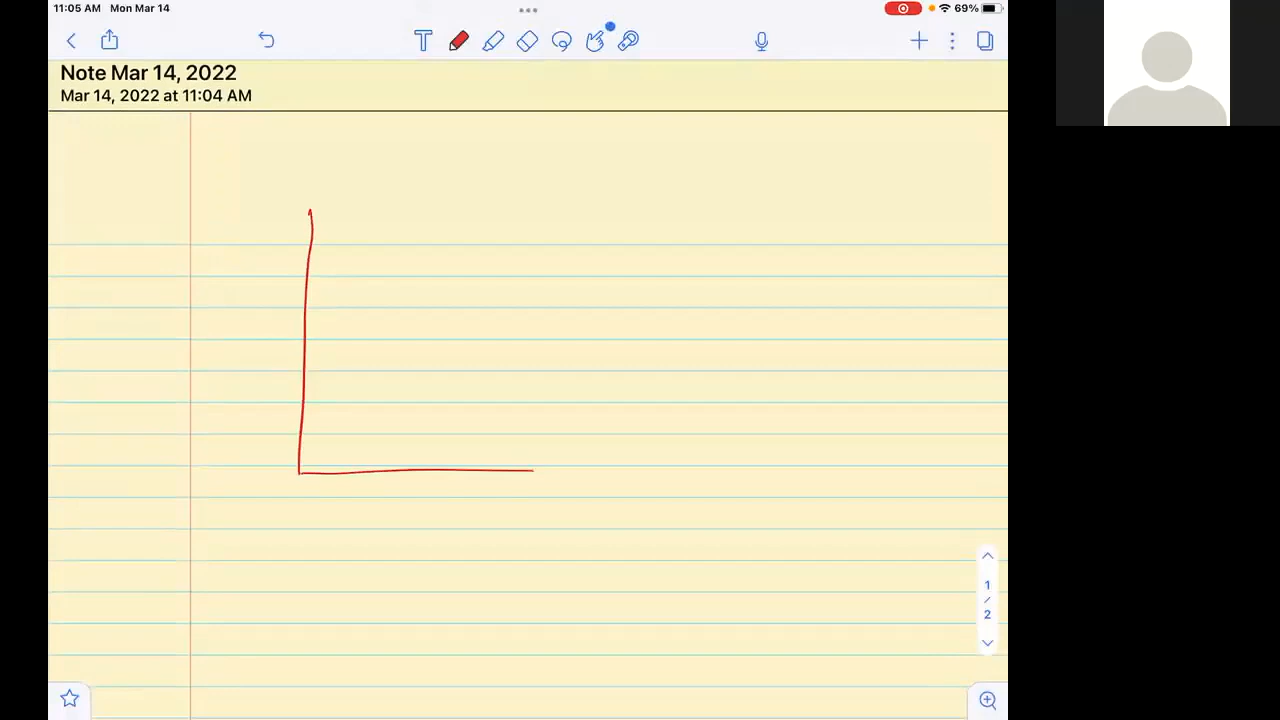 11:05 AM Mon Mar 14
69%
T
Note Mar 14, 2022
Mar 14, 2022 at 11:04 AM
1
/
2